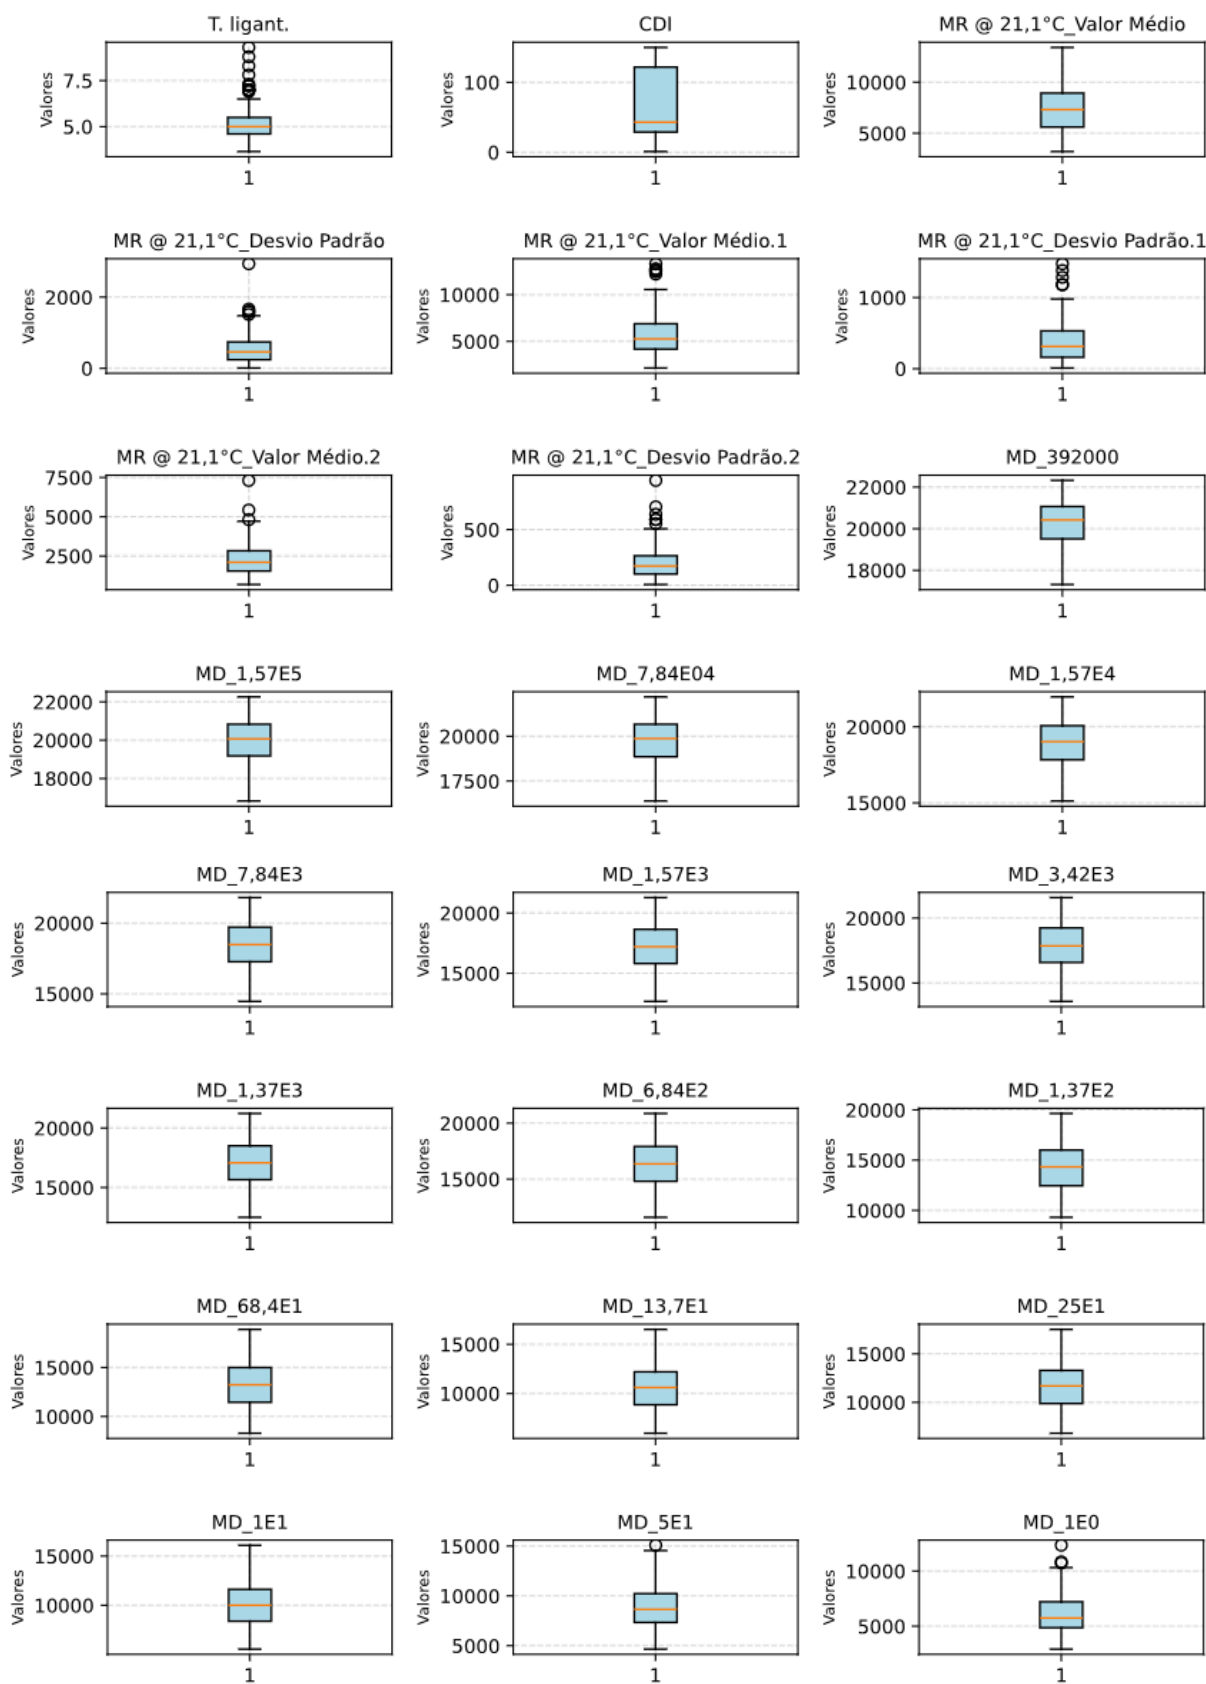 T. ligant. CDI MR @ 21,1°C_Valor Médio
Valores 7.5 5.0 1
Valores 100 0 1
Valores 10000 5000 1
MR @ 21,1°C_Desvio Padrão MR @ 21,1°C_Valor Médio.1 MR @ 21,1°C_Desvio Padrão.1
Valores 2000 0 1
Valores 10000 5000 1
Valores 1000 0 1
MR @ 21,1°C_Valor Médio.2 MR @ 21,1°C_Desvio Padrão.2 MD_392000
Valores 7500 5000 2500 1
Valores 500 0 1
Valores 22000 20000 18000 1
MD_1,57E5 MD_7,84E04 MD_1,57E4
Valores 22000 20000 18000 1
Valores 20000 17500 1
Valores 20000 15000 1
MD_7,84E3 MD_1,57E3 MD_3,42E3
Valores 20000 15000 1
Valores 20000 15000 1
Valores 20000 15000 1
MD_1,37E3 MD_6,84E2 MD_1,37E2
Valores 20000 15000 1
Valores 20000 15000 1
Valores 20000 15000 10000 1
MD_68,4E1 MD_13,7E1 MD_25E1
Valores 15000 10000 1
Valores 15000 10000 1
Valores 15000 10000 1
MD_1E1 MD_5E1 MD_1E0
Valores 15000 10000 1
Valores 15000 10000 5000 1
Valores 10000 5000 1